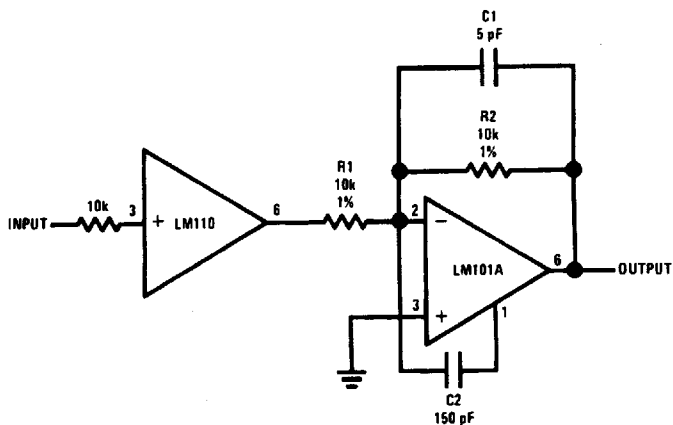 C1
5 pF
R2
10k
1%
R1
10k
1%
10k
3
+
LM110
6
INPUT
2
−
LM101A
6
OUTPUT
3
+
1
C2
150 pF